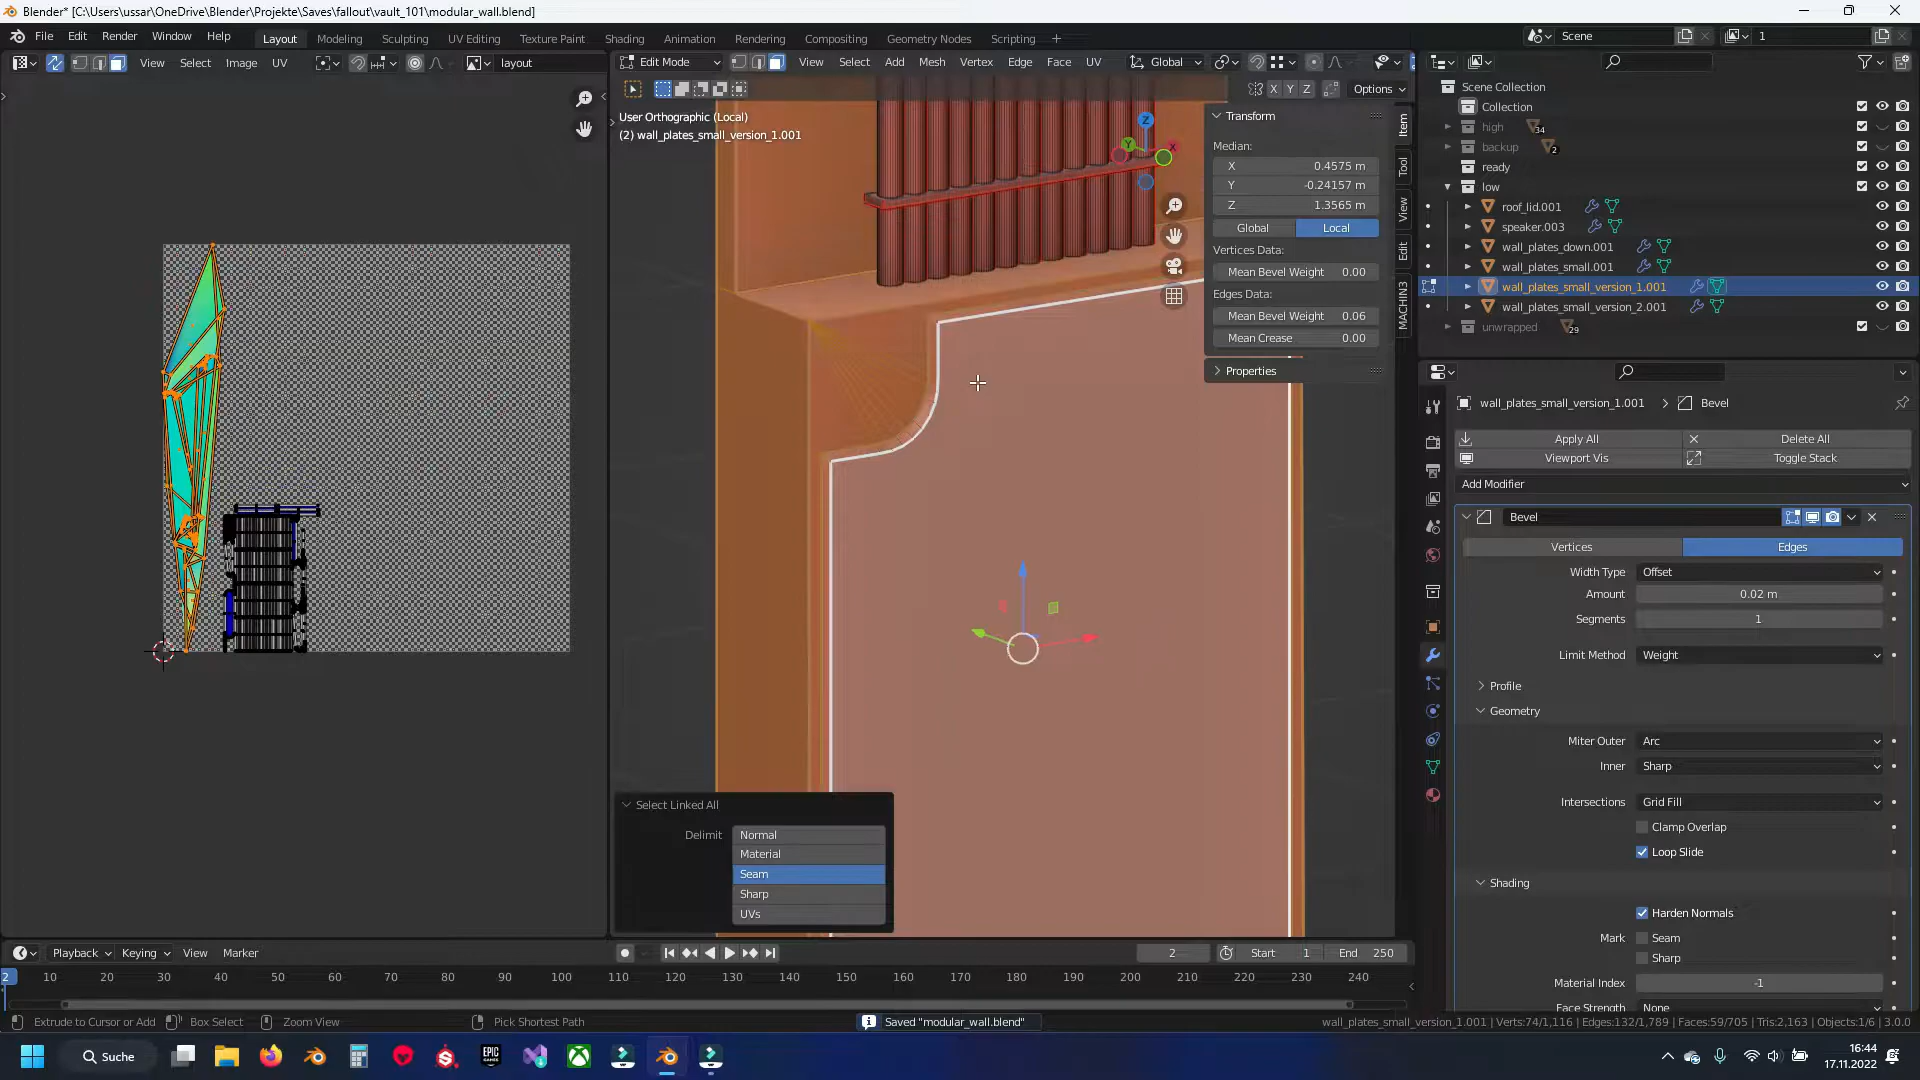 Blender* [C:\Users\ussar\OneDrive\Blender\Projekte\Saves\fallout\vault_101\modular_wall.blend]
File Edit Render Window Help Layout Modeling Sculpting UV Editing Texture Paint Shading Animation Rendering Compositing Geometry Nodes Scripting + Scene 1
View Select Image UV layout
Edit Mode View Select Add Mesh Vertex Edge Face UV Global
X Y Z Options
User Orthographic (Local)
(2) wall_plates_small_version_1.001
Z
Y
X
Transform
Median:
X 0.4575 m
Y -0.24157 m
Z 1.3565 m
Global Local
Vertices Data:
Mean Bevel Weight 0.00
Edges Data:
Mean Bevel Weight 0.06
Mean Crease 0.00
Properties
Item
Tool
View
Edit
MACHIN3
Select Linked All
Delimit Normal
Material
Seam
Sharp
UVs
Scene Collection
Collection
high 34
backup 2
ready
low
roof_lid.001
speaker.003
wall_plates_down.001
wall_plates_small.001
wall_plates_small_version_1.001
wall_plates_small_version_2.001
unwrapped 29
wall_plates_small_version_1.001 > Bevel
Apply All Delete All
Viewport Vis Toggle Stack
Add Modifier
Bevel
Vertices Edges
Width Type Offset
Amount 0.02 m
Segments 1
Limit Method Weight
Profile
Geometry
Miter Outer Arc
Inner Sharp
Intersections Grid Fill
Clamp Overlap
Loop Slide
Shading
Harden Normals
Mark Seam
Sharp
Material Index -1
Face Strength None
Playback Keying View Marker 2 Start 1 End 250
2 10 20 30 40 50 60 70 80 90 100 110 120 130 140 150 160 170 180 190 200 210 220 230 240
Extrude to Cursor or Add Box Select Zoom View Pick Shortest Path Saved "modular_wall.blend" wall_plates_small_version_1.001 | Verts:74/1,116 | Edges:132/1,789 | Faces:59/705 | Tris:2,163 | Objects:1/6 | 3.0.0
Suche EPIC GAMES
16:44
17.11.2022